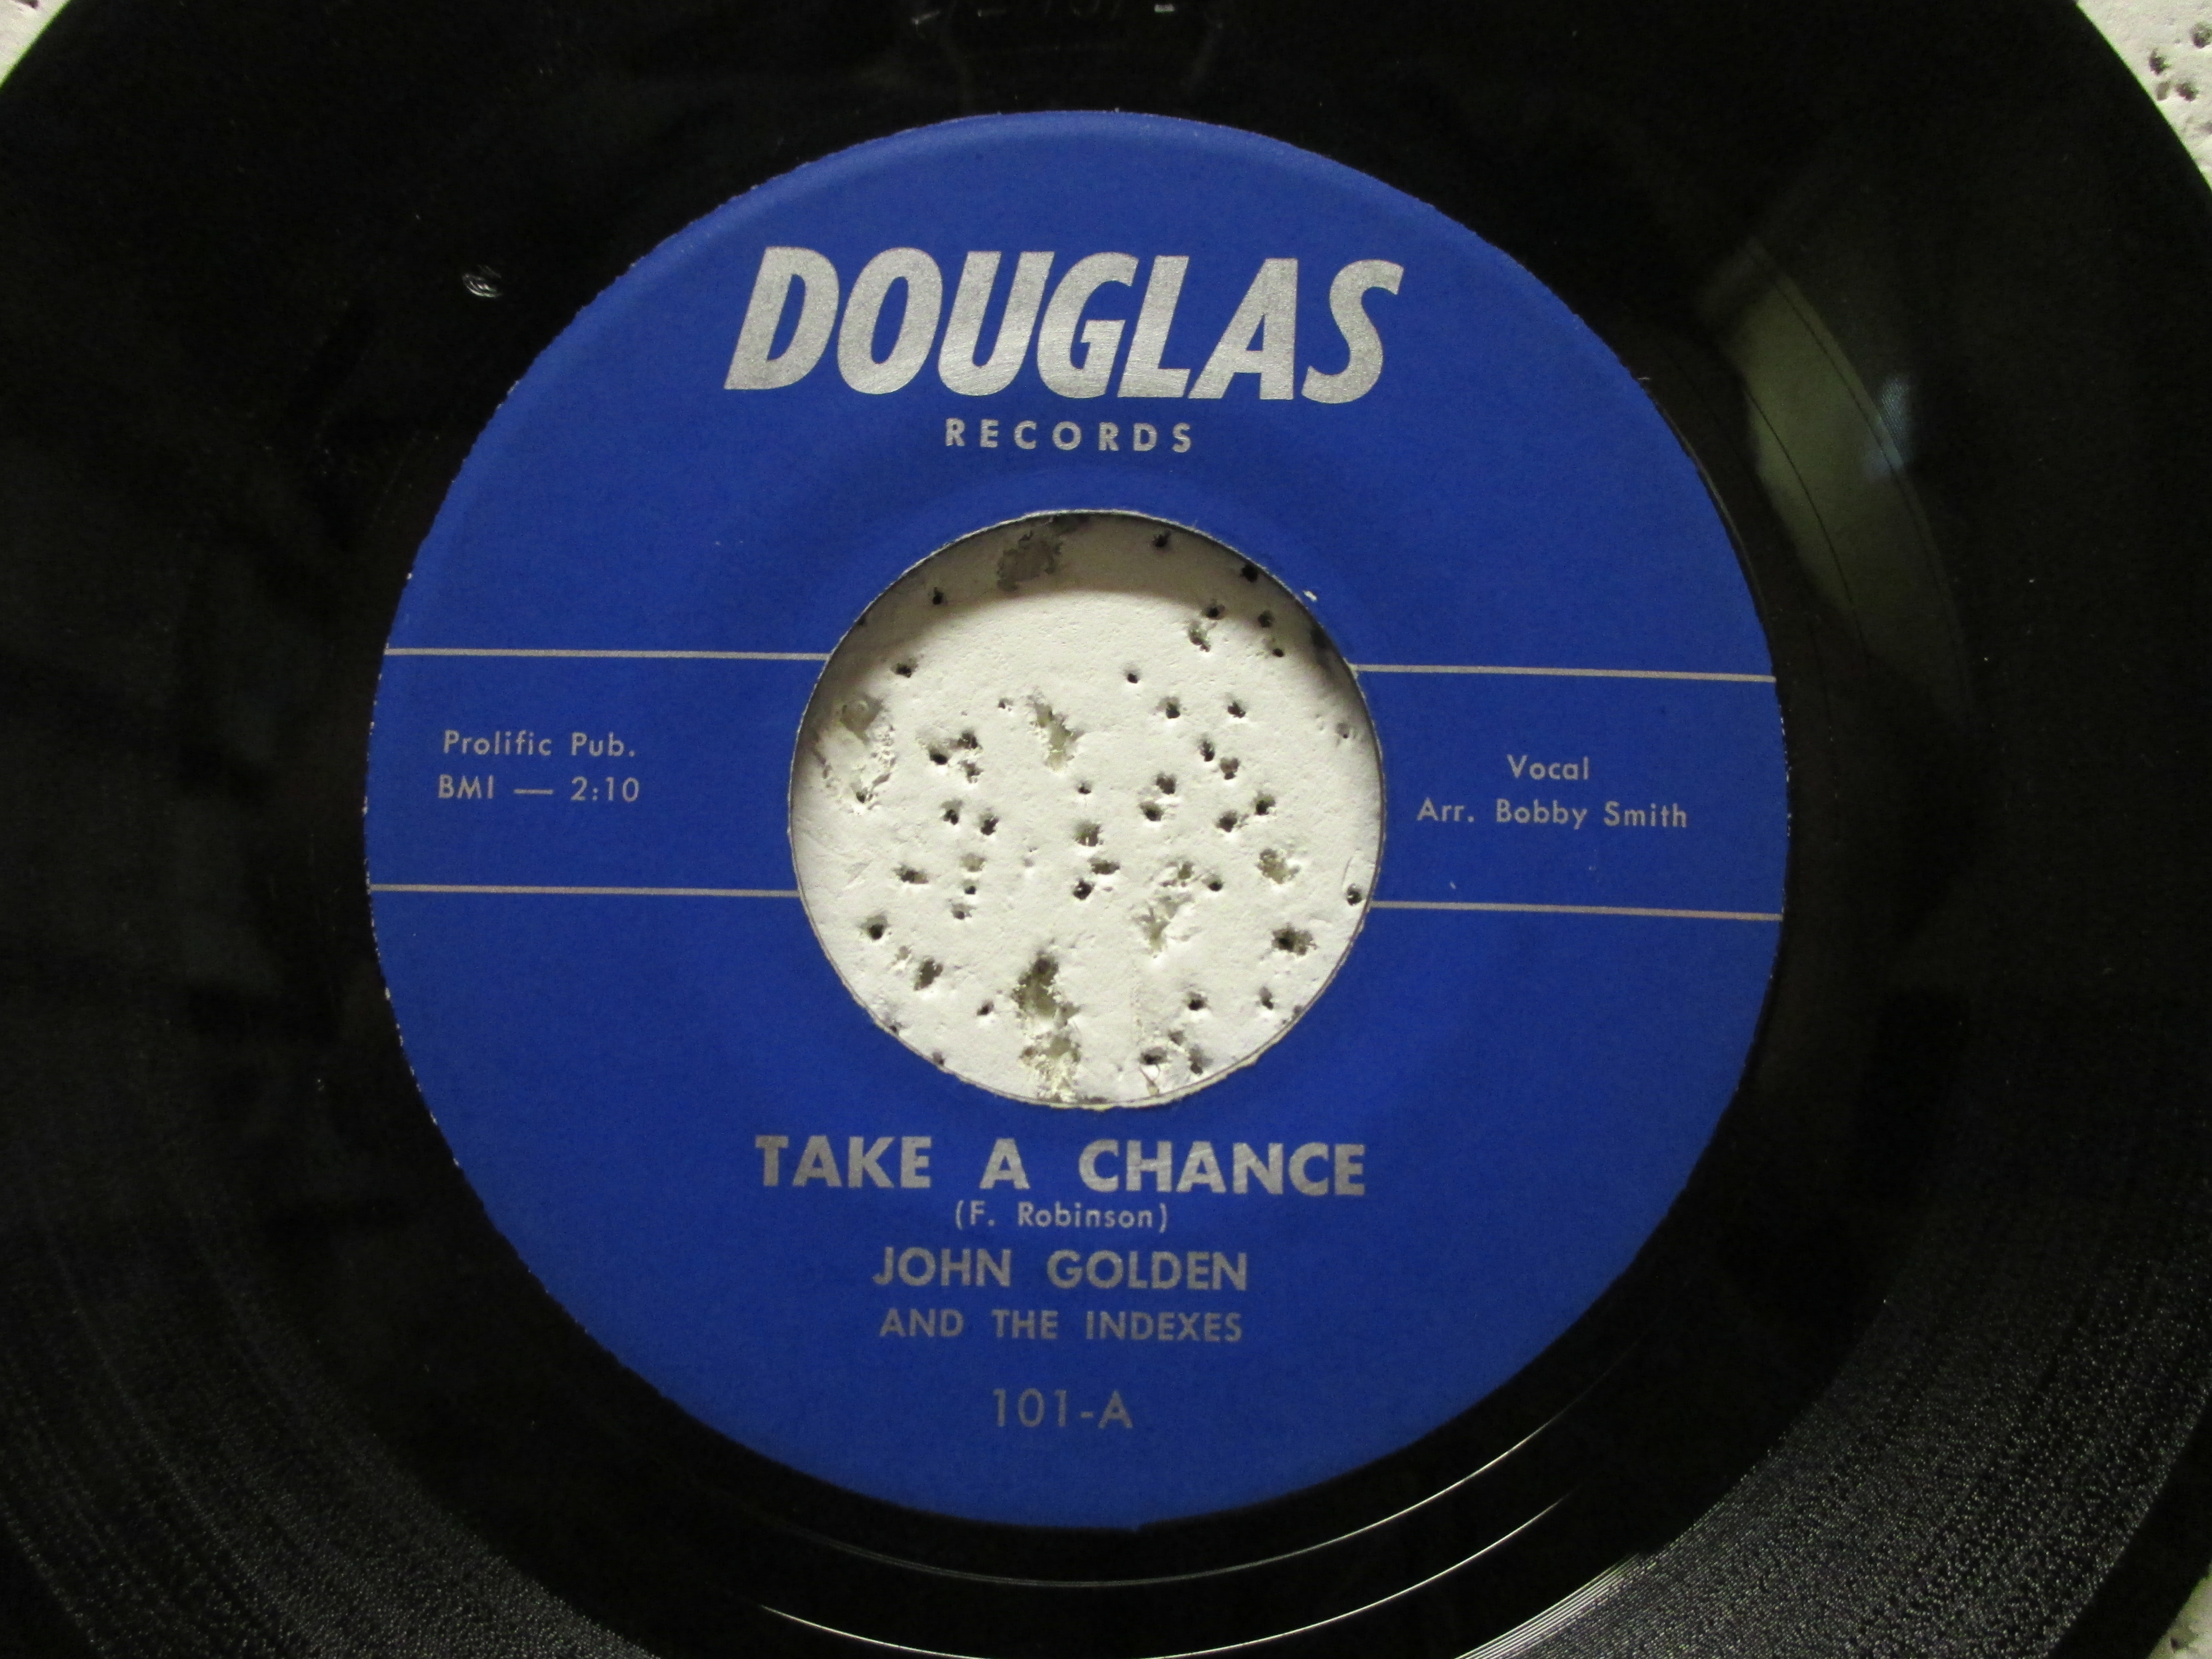 DOUGLAS
RECORDS
Prolific Pub.
BMI — 2:10
Vocal
Arr. Bobby Smith
TAKE A CHANCE
(F. Robinson)
JOHN GOLDEN
AND THE INDEXES
101-A